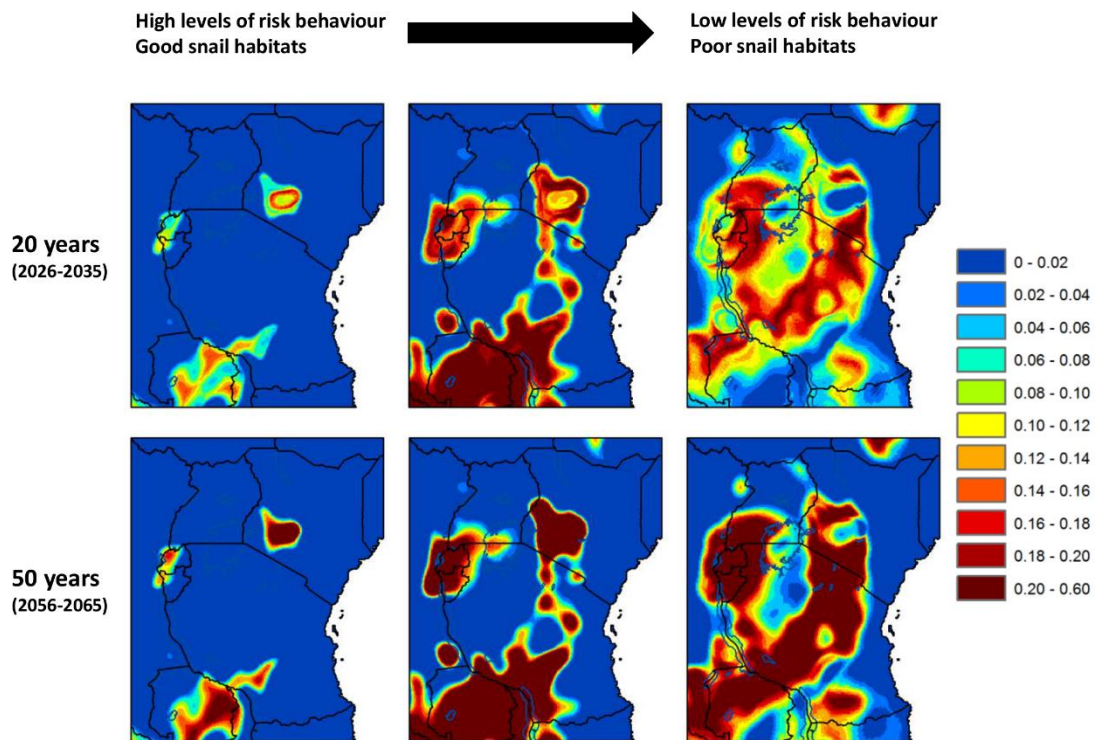 High levels of risk behaviour
Good snail habitats
Low levels of risk behaviour
Poor snail habitats
20 years
(2026-2035)
50 years
(2056-2065)
0 - 0.02
0.02 - 0.04
0.04 - 0.06
0.06 - 0.08
0.08 - 0.10
0.10 - 0.12
0.12 - 0.14
0.14 - 0.16
0.16 - 0.18
0.18 - 0.20
0.20 - 0.60